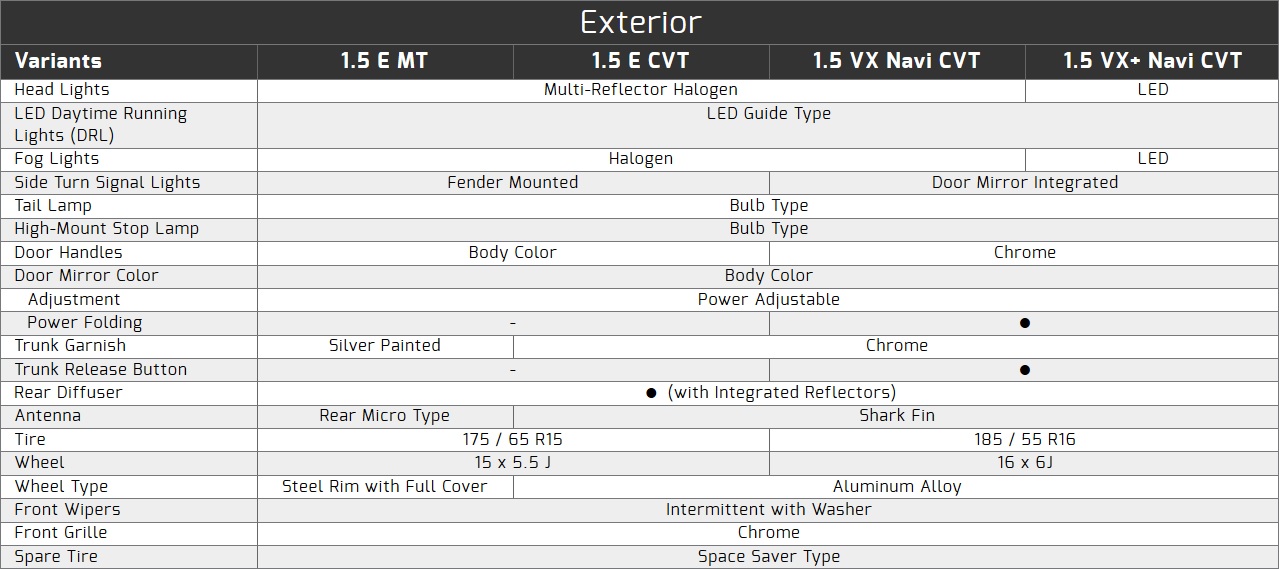 Exterior
Variants 1.5 E MT 1.5 E CVT 1.5 VX Navi CVT 1.5 VX+ Navi CVT
Head Lights Multi-Reflector Halogen LED
LED Daytime Running
Lights (DRL) LED Guide Type
Fog Lights Halogen LED
Side Turn Signal Lights Fender Mounted Door Mirror Integrated
Tail Lamp Bulb Type
High-Mount Stop Lamp Bulb Type
Door Handles Body Color Chrome
Door Mirror Color Body Color
Adjustment Power Adjustable
Power Folding - ●
Trunk Garnish Silver Painted Chrome
Trunk Release Button - ●
Rear Diffuser ● (with Integrated Reflectors)
Antenna Rear Micro Type Shark Fin
Tire 175 / 65 R15 185 / 55 R16
Wheel 15 x 5.5 J 16 x 6J
Wheel Type Steel Rim with Full Cover Aluminum Alloy
Front Wipers Intermittent with Washer
Front Grille Chrome
Spare Tire Space Saver Type